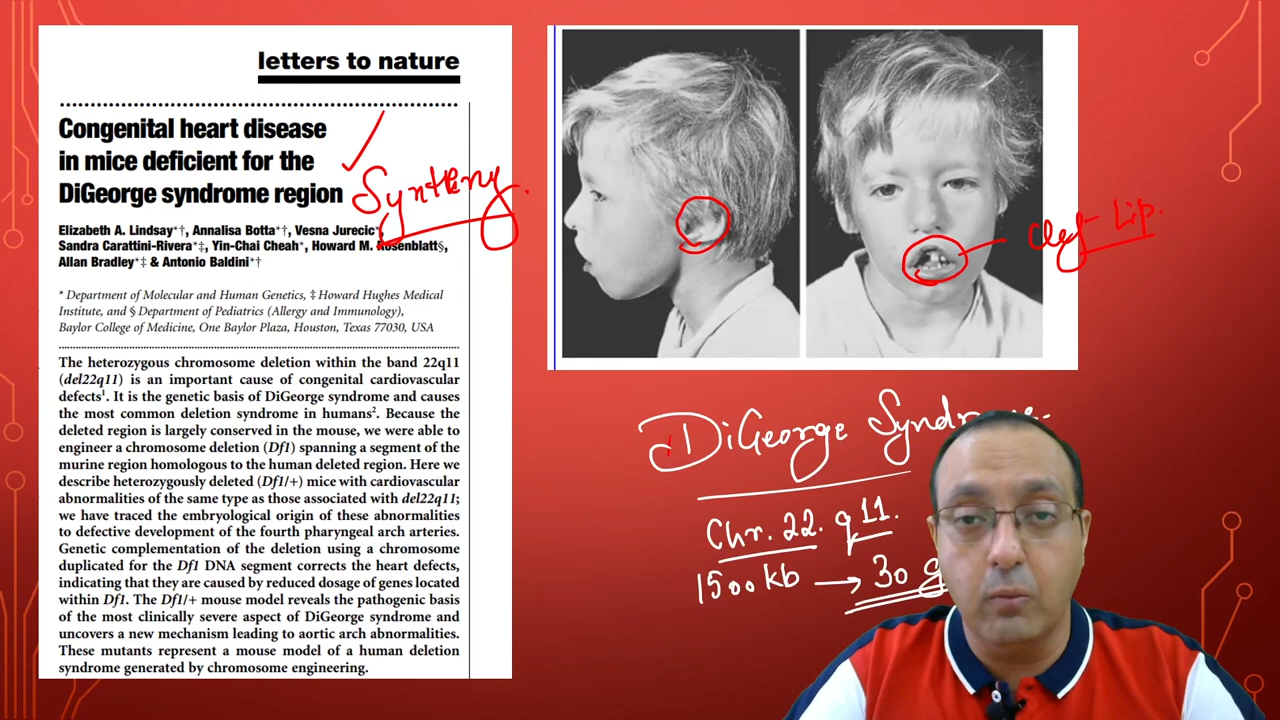 letters to nature
Congenital heart disease
in mice deficient for the
DiGeorge syndrome region
Synteny.
Elizabeth A. Lindsay*†, Annalisa Botta*†, Vesna Jurecic*,
Sandra Carattini-Rivera*‡, Yin-Chai Cheah*, Howard M. Rosenblatt§,
Allan Bradley*‡ & Antonio Baldini*†
* Department of Molecular and Human Genetics, ‡ Howard Hughes Medical
Institute, and § Department of Pediatrics (Allergy and Immunology),
Baylor College of Medicine, One Baylor Plaza, Houston, Texas 77030, USA
The heterozygous chromosome deletion within the band 22q11
(del22q11) is an important cause of congenital cardiovascular
defects¹. It is the genetic basis of DiGeorge syndrome and causes
the most common deletion syndrome in humans². Because the
deleted region is largely conserved in the mouse, we were able to
engineer a chromosome deletion (Df1) spanning a segment of the
murine region homologous to the human deleted region. Here we
describe heterozygously deleted (Df1/+) mice with cardiovascular
abnormalities of the same type as those associated with del22q11;
we have traced the embryological origin of these abnormalities
to defective development of the fourth pharyngeal arch arteries.
Genetic complementation of the deletion using a chromosome
duplicated for the Df1 DNA segment corrects the heart defects,
indicating that they are caused by reduced dosage of genes located
within Df1. The Df1/+ mouse model reveals the pathogenic basis
of the most clinically severe aspect of DiGeorge syndrome and
uncovers a new mechanism leading to aortic arch abnormalities.
These mutants represent a mouse model of a human deletion
syndrome generated by chromosome engineering.
Clef Lip.
DiGeorge Syndrome.
Chr. 22. q11.
1500 kb → 30 g